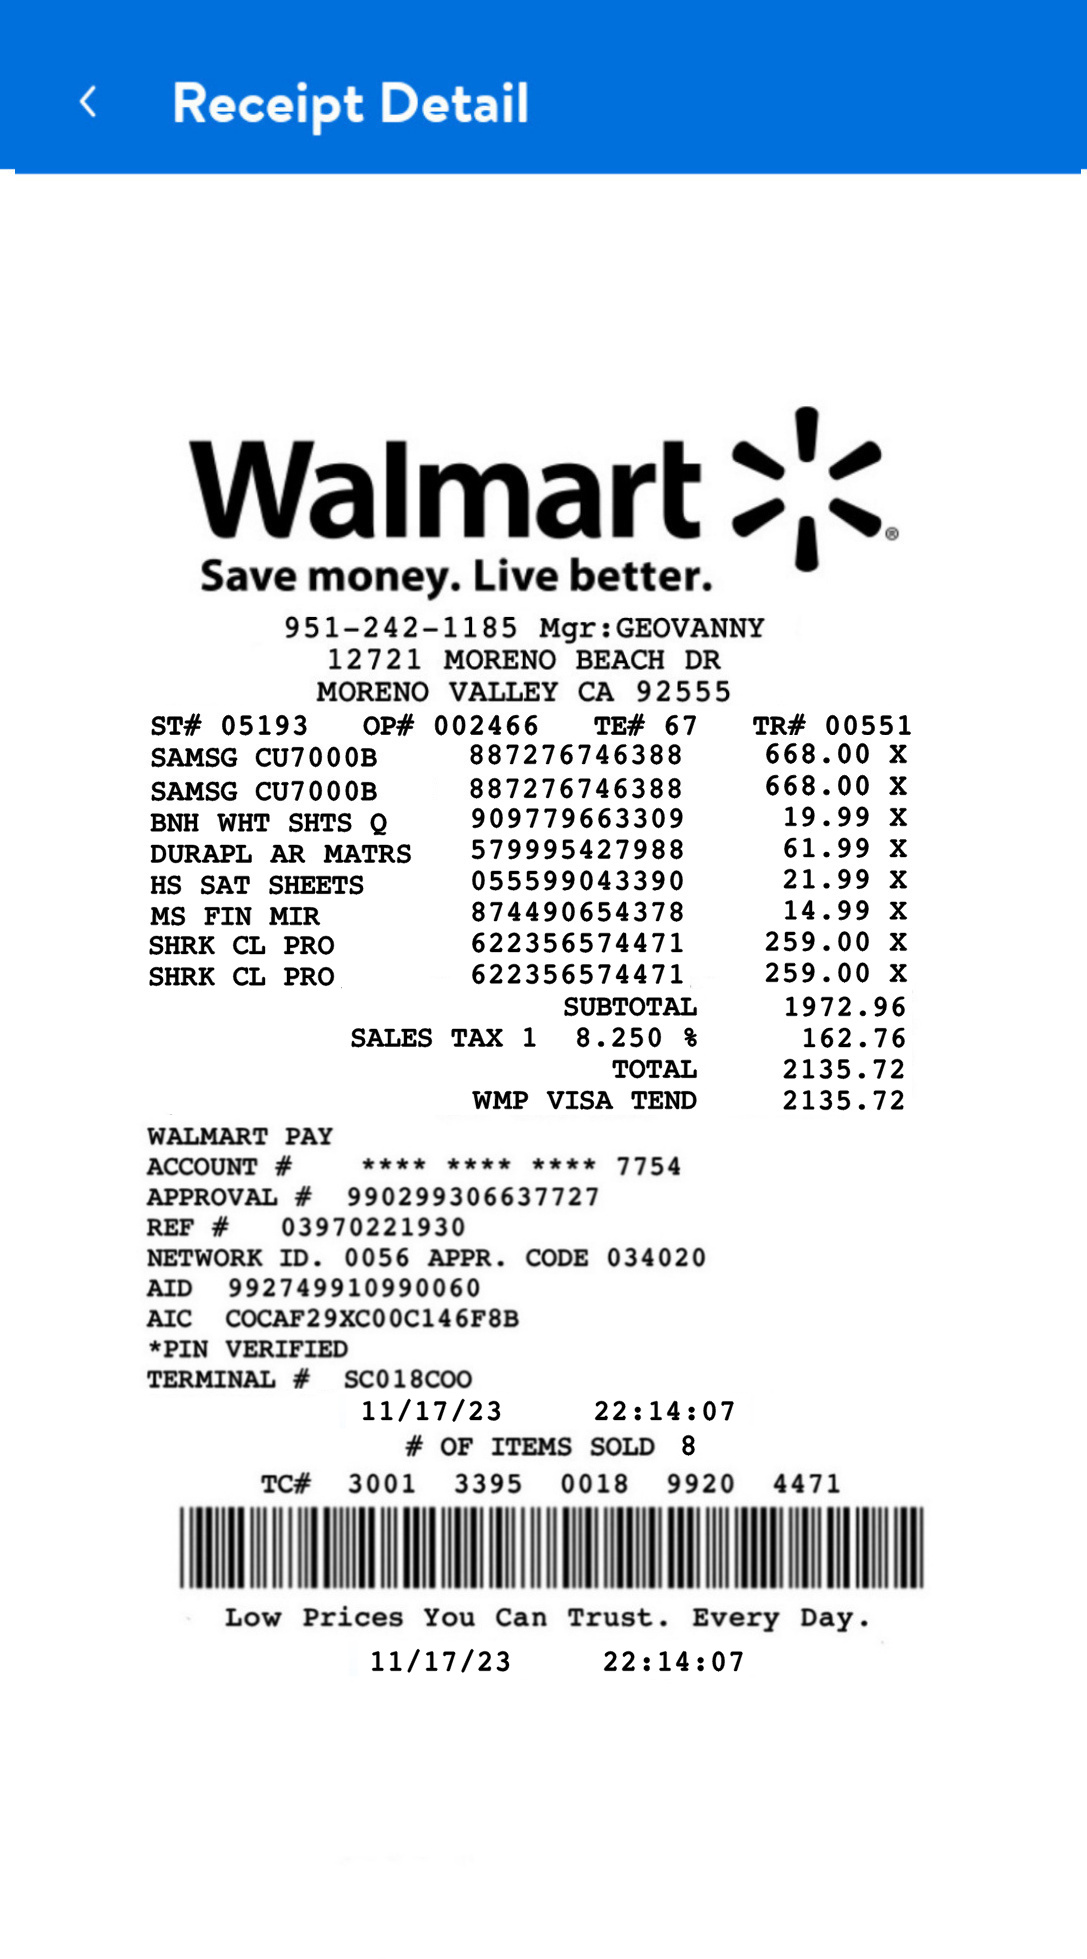 Receipt Detail
Walmart
Save money. Live better.
951-242-1185 Mgr:GEOVANNY
12721 MORENO BEACH DR
MORENO VALLEY CA 92555
ST# 05193 OP# 002466 TE# 67 TR# 00551
SAMSG CU7000B 887276746388 668.00 X
SAMSG CU7000B 887276746388 668.00 X
BNH WHT SHTS Q 909779663309 19.99 X
DURAPL AR MATRS 579995427988 61.99 X
HS SAT SHEETS 055599043390 21.99 X
MS FIN MIR 874490654378 14.99 X
SHRK CL PRO 622356574471 259.00 X
SHRK CL PRO 622356574471 259.00 X
SUBTOTAL 1972.96
SALES TAX 1 8.250 % 162.76
TOTAL 2135.72
WMP VISA TEND 2135.72
WALMART PAY
ACCOUNT # **** **** **** 7754
APPROVAL # 990299306637727
REF # 03970221930
NETWORK ID. 0056 APPR. CODE 034020
AID 992749910990060
AIC COCAF29XC00C146F8B
*PIN VERIFIED
TERMINAL # SC018COO
11/17/23 22:14:07
# OF ITEMS SOLD 8
TC# 3001 3395 0018 9920 4471
Low Prices You Can Trust. Every Day.
11/17/23 22:14:07